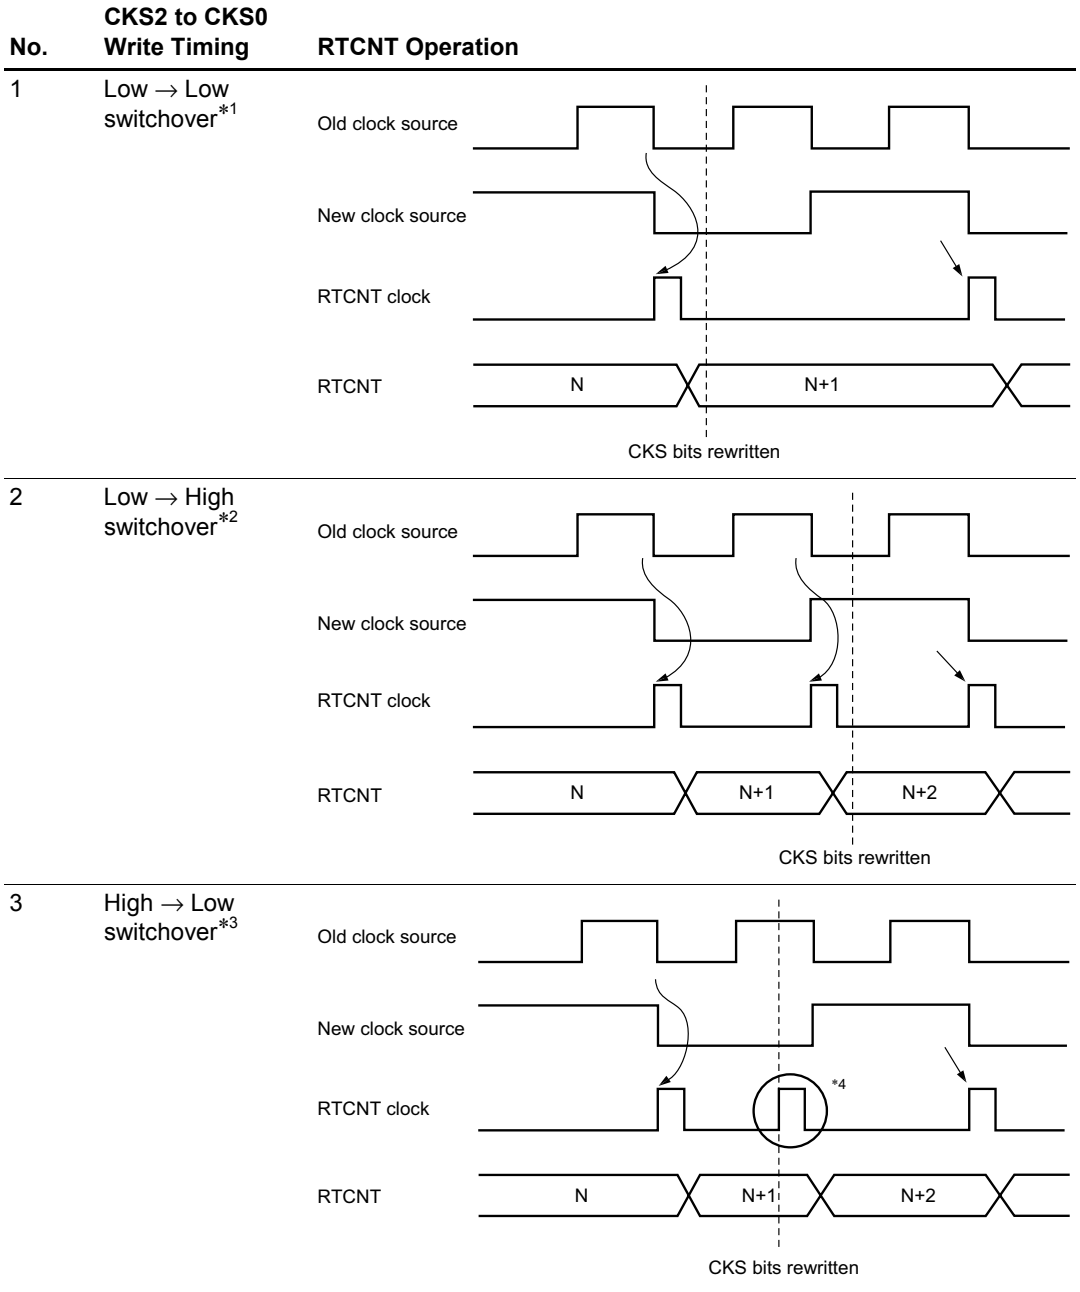 CKS2 to CKS0
No. Write Timing RTCNT Operation
1 Low → Low
switchover*1
Old clock source
New clock source
RTCNT clock
RTCNT N N+1
CKS bits rewritten
2 Low → High
switchover*2
Old clock source
New clock source
RTCNT clock
RTCNT N N+1 N+2
CKS bits rewritten
3 High → Low
switchover*3
Old clock source
New clock source
*4
RTCNT clock
RTCNT N N+1 N+2
CKS bits rewritten